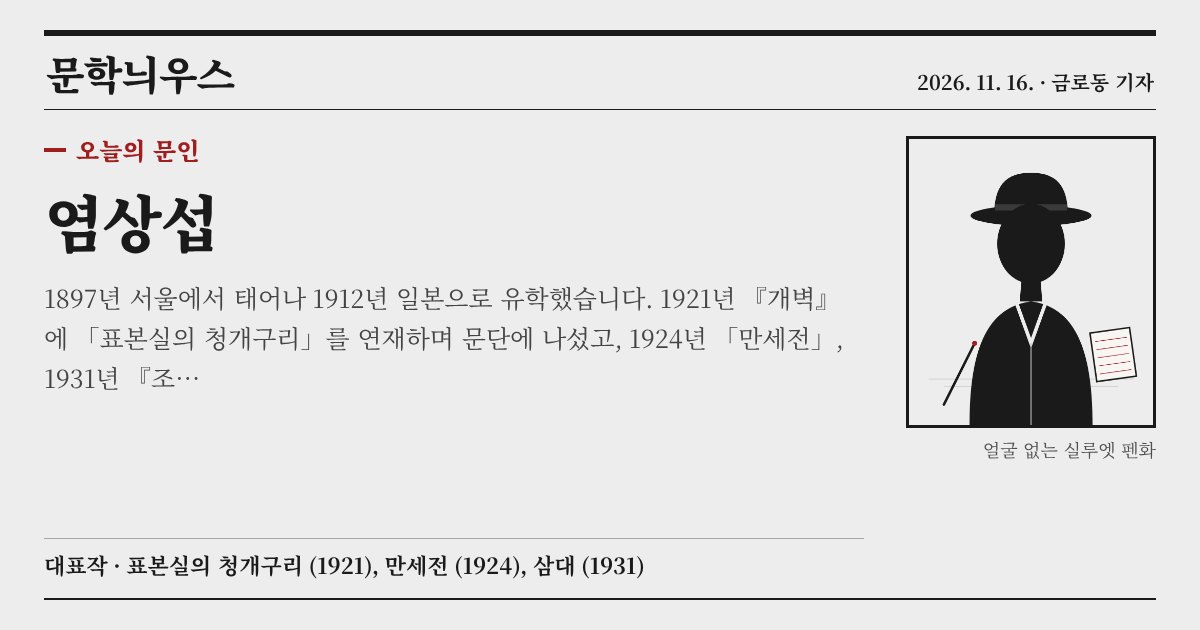 문학늬우스
2026. 11. 16. · 금로동 기자
오늘의 문인
염상섭
1897년 서울에서 태어나 1912년 일본으로 유학했습니다. 1921년 『개벽』
에 「표본실의 청개구리」를 연재하며 문단에 나섰고, 1924년 「만세전」,
1931년 『조…
얼굴 없는 실루엣 펜화
대표작 · 표본실의 청개구리 (1921), 만세전 (1924), 삼대 (1931)